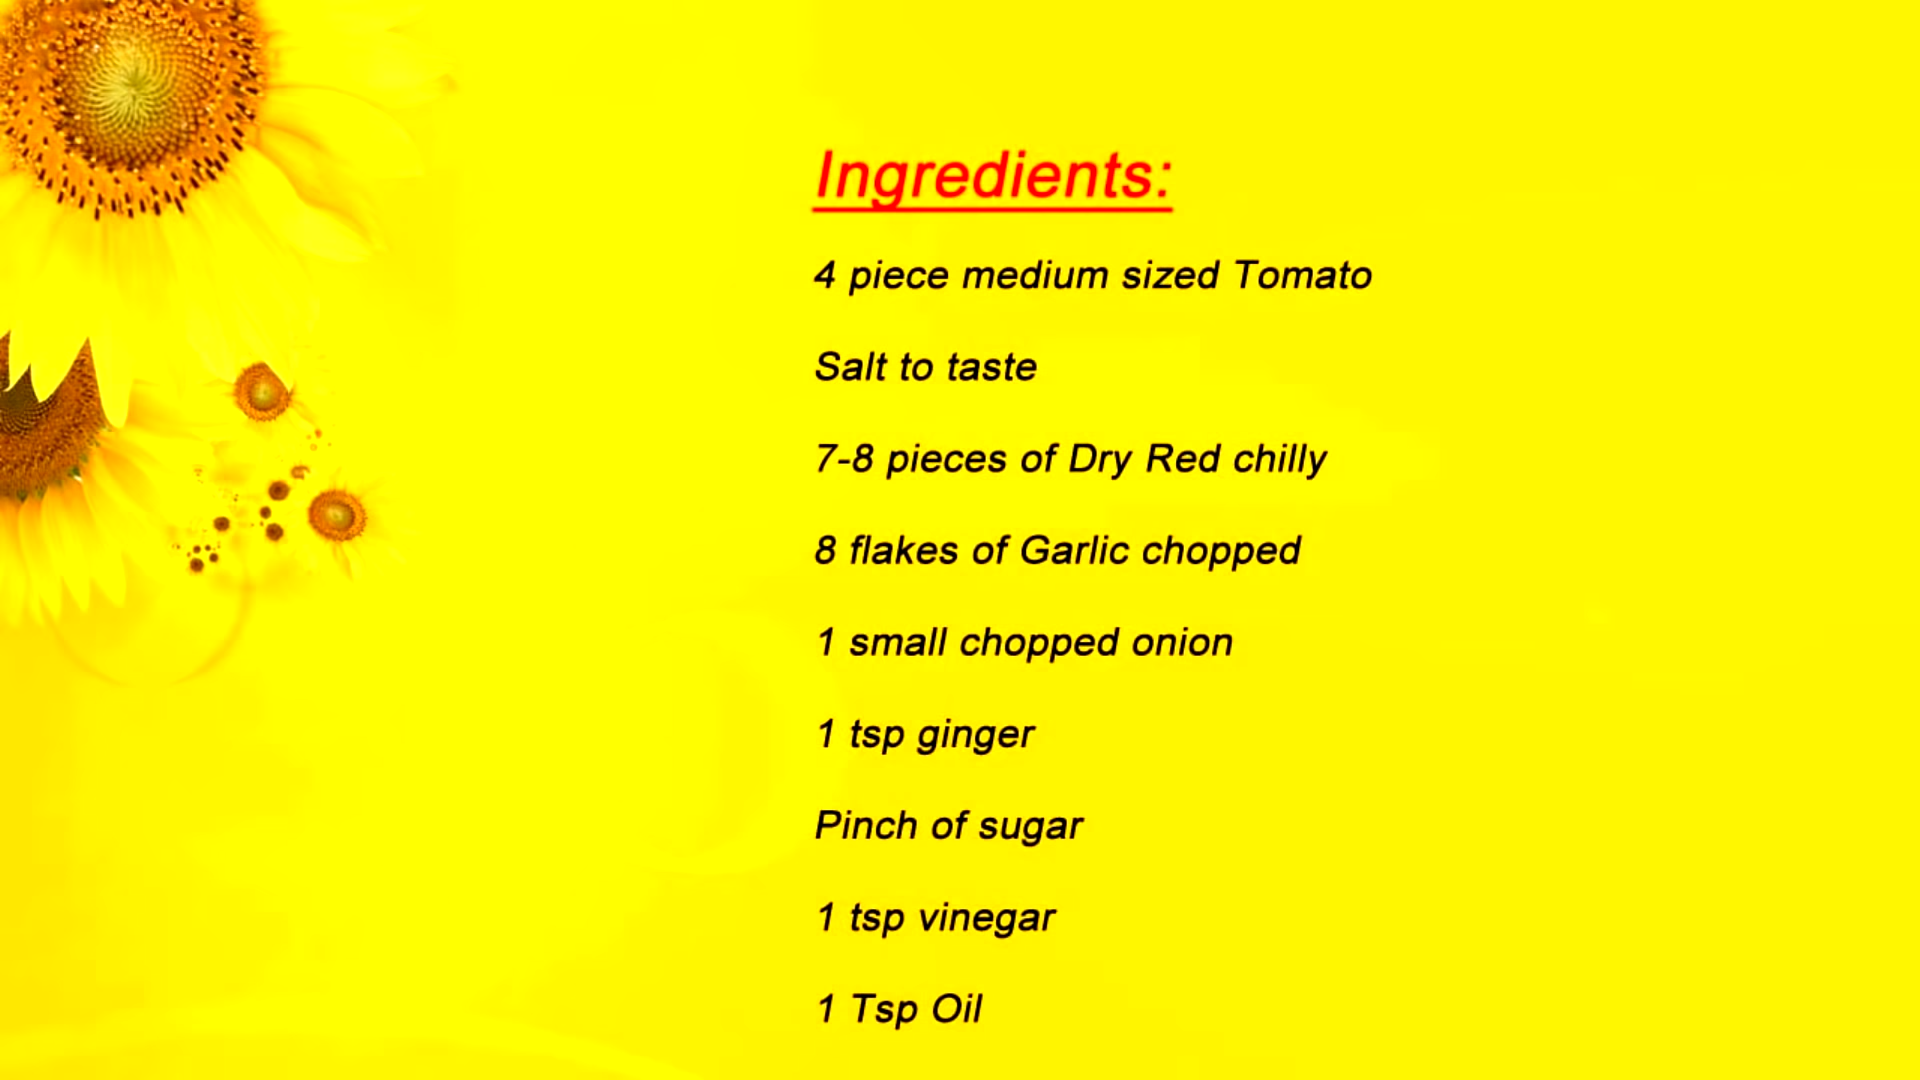 Ingredients:
4 piece medium sized Tomato
Salt to taste
7-8 pieces of Dry Red chilly
8 flakes of Garlic chopped
1 small chopped onion
1 tsp ginger
Pinch of sugar
1 tsp vinegar
1 Tsp Oil